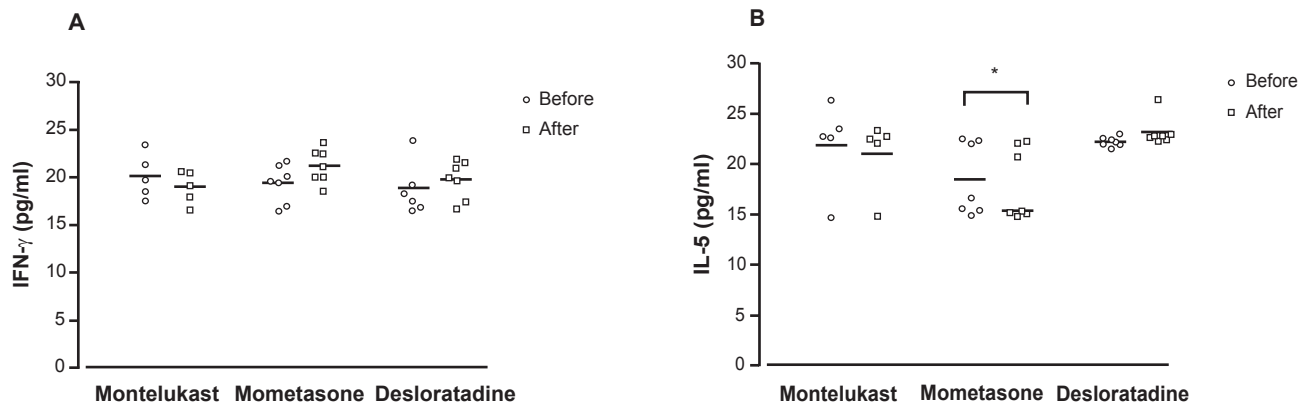 A
IFN-γ (pg/ml)
30
25
20
15
10
5
0
Before
After
Montelukast Mometasone Desloratadine
B
IL-5 (pg/ml)
30
25
20
15
10
5
0
*
Before
After
Montelukast Mometasone Desloratadine